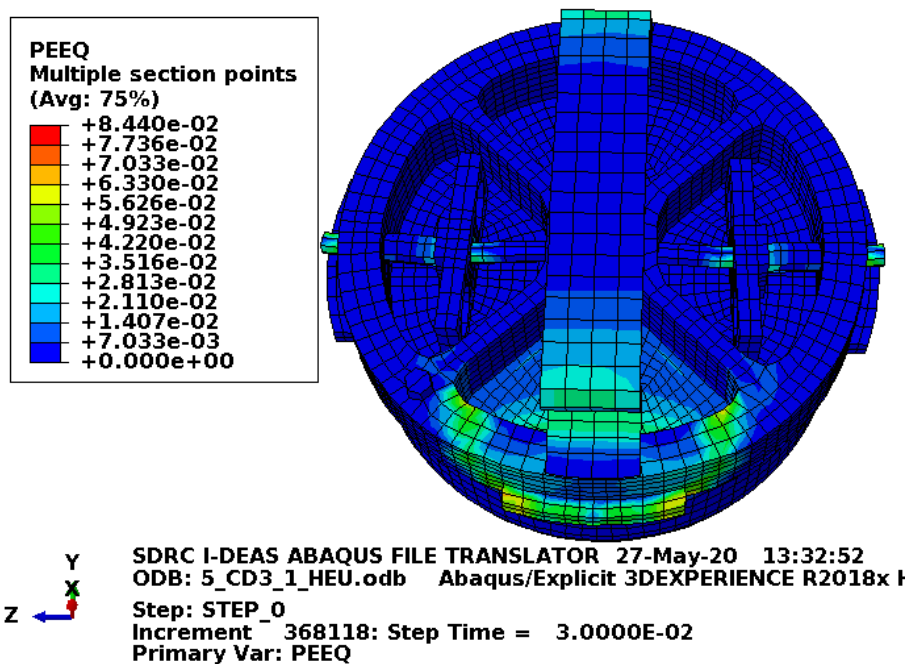 PEEQ
Multiple section points
(Avg: 75%)
+8.440e-02
+7.736e-02
+7.033e-02
+6.330e-02
+5.626e-02
+4.923e-02
+4.220e-02
+3.516e-02
+2.813e-02
+2.110e-02
+1.407e-02
+7.033e-03
+0.000e+00
Y
X
Z
SDRC I-DEAS ABAQUS FILE TRANSLATOR 27-May-20 13:32:52
ODB: 5_CD3_1_HEU.odb Abaqus/Explicit 3DEXPERIENCE R2018x H
Step: STEP_0
Increment 368118: Step Time = 3.0000E-02
Primary Var: PEEQ